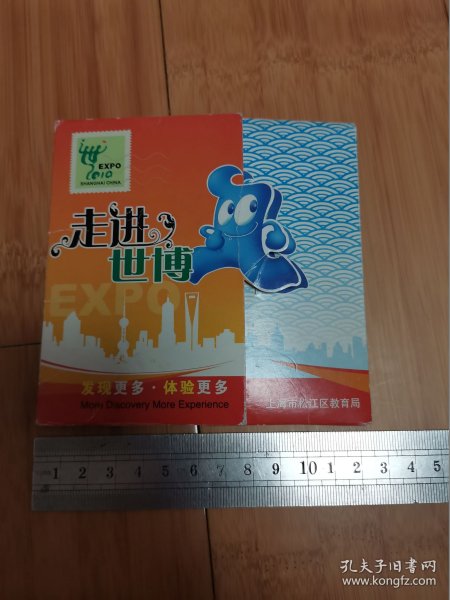 EXPO
2010
SHANGHAI CHINA
走进
世博
EXPO
发现更多·体验更多
More Discovery More Experience
上海市松江区教育局
1 2 3 4 5 6 7 8 9 10 1 2 3 4 5
孔夫子旧书网
www.kongfz.com